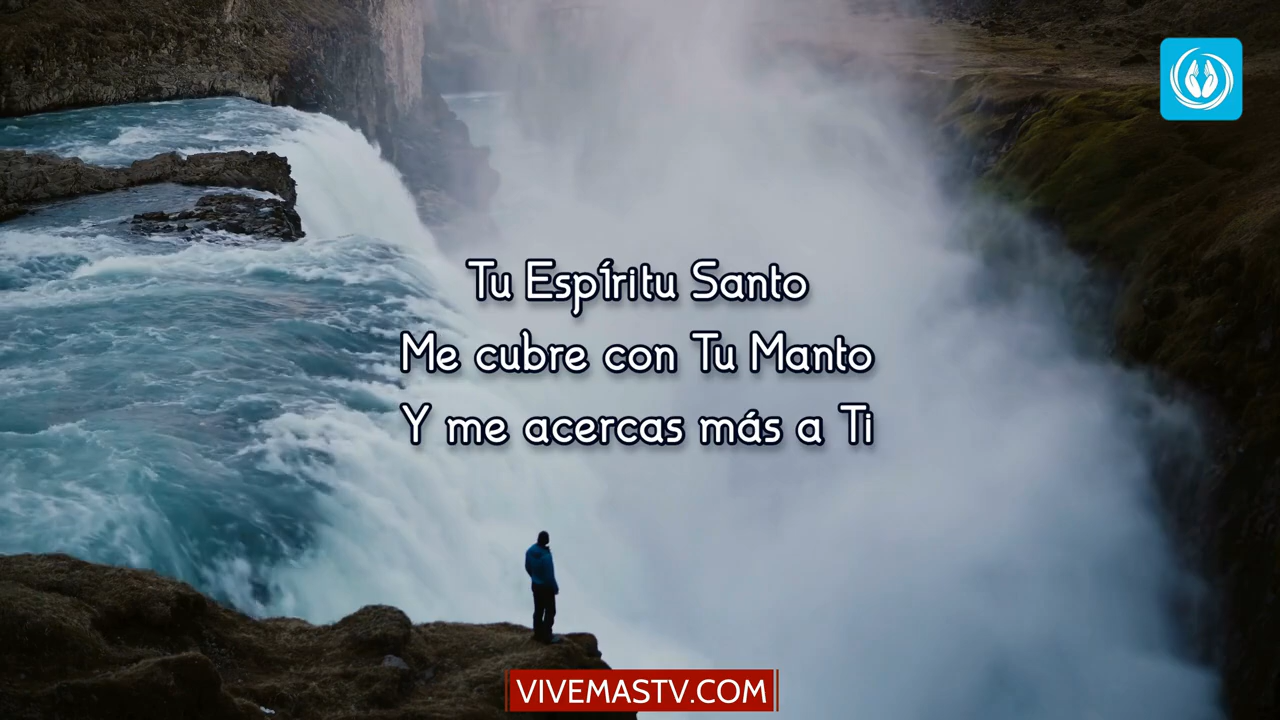 Tu Espíritu Santo
Me cubre con Tu Manto
Y me acercas más a Ti
VIVEMASTV.COM